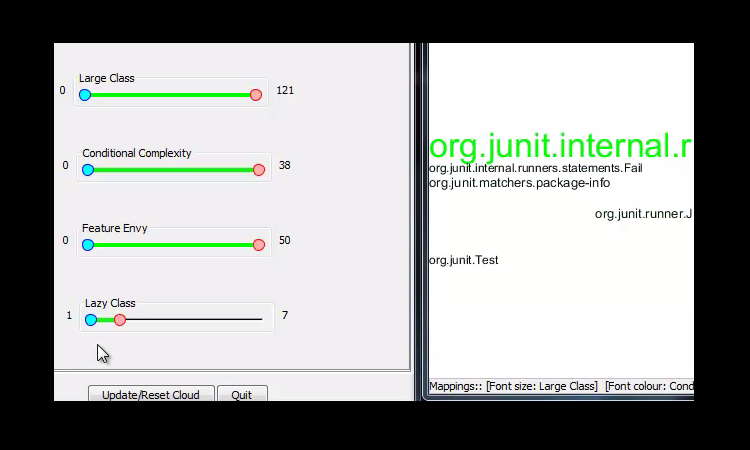 Large Class
0 121
Conditional Complexity
0 38
Feature Envy
0 50
Lazy Class
1 7
Update/Reset Cloud Quit
org.junit.internal.r
org.junit.internal.runners.statements.Fail
org.junit.matchers.package-info
org.junit.runner.J
org.junit.Test
Mappings:: [Font size: Large Class] [Font colour: Cond